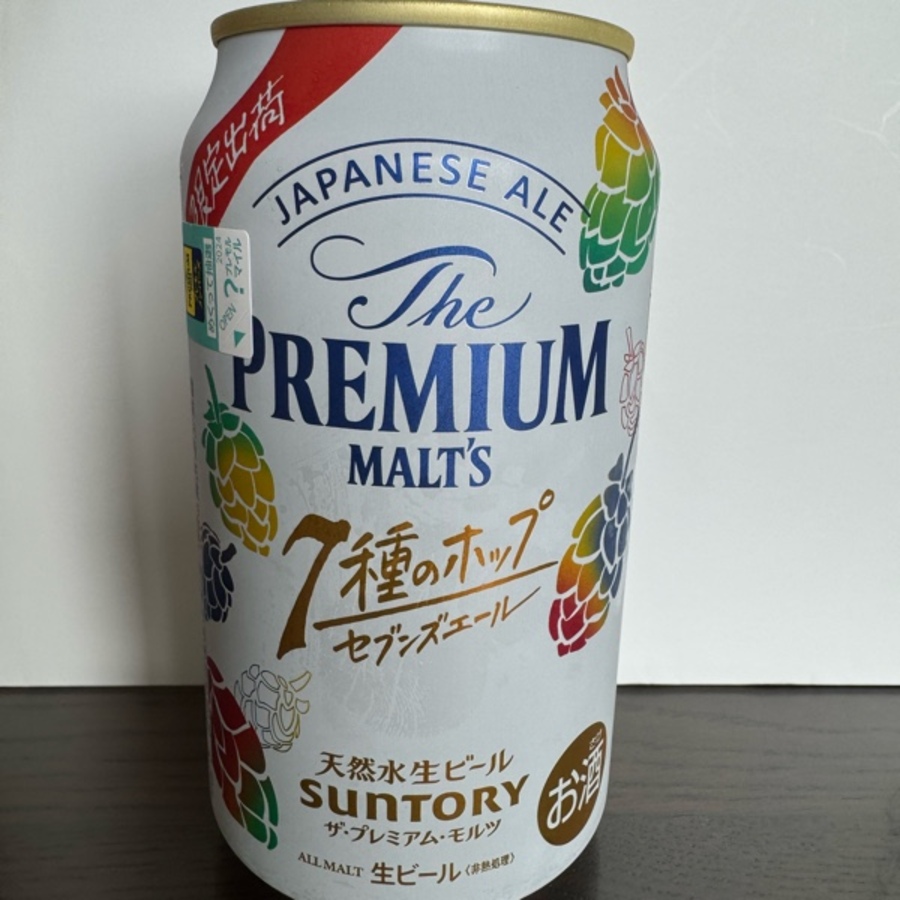 限定出荷
JAPANESE ALE
The
PREMIUM
MALT'S
7種のホップ
セブンズエール
天然水生ビール
SUNTORY
ザ・プレミアム・モルツ
お酒
ALL MALT 生ビール〈非熱処理〉